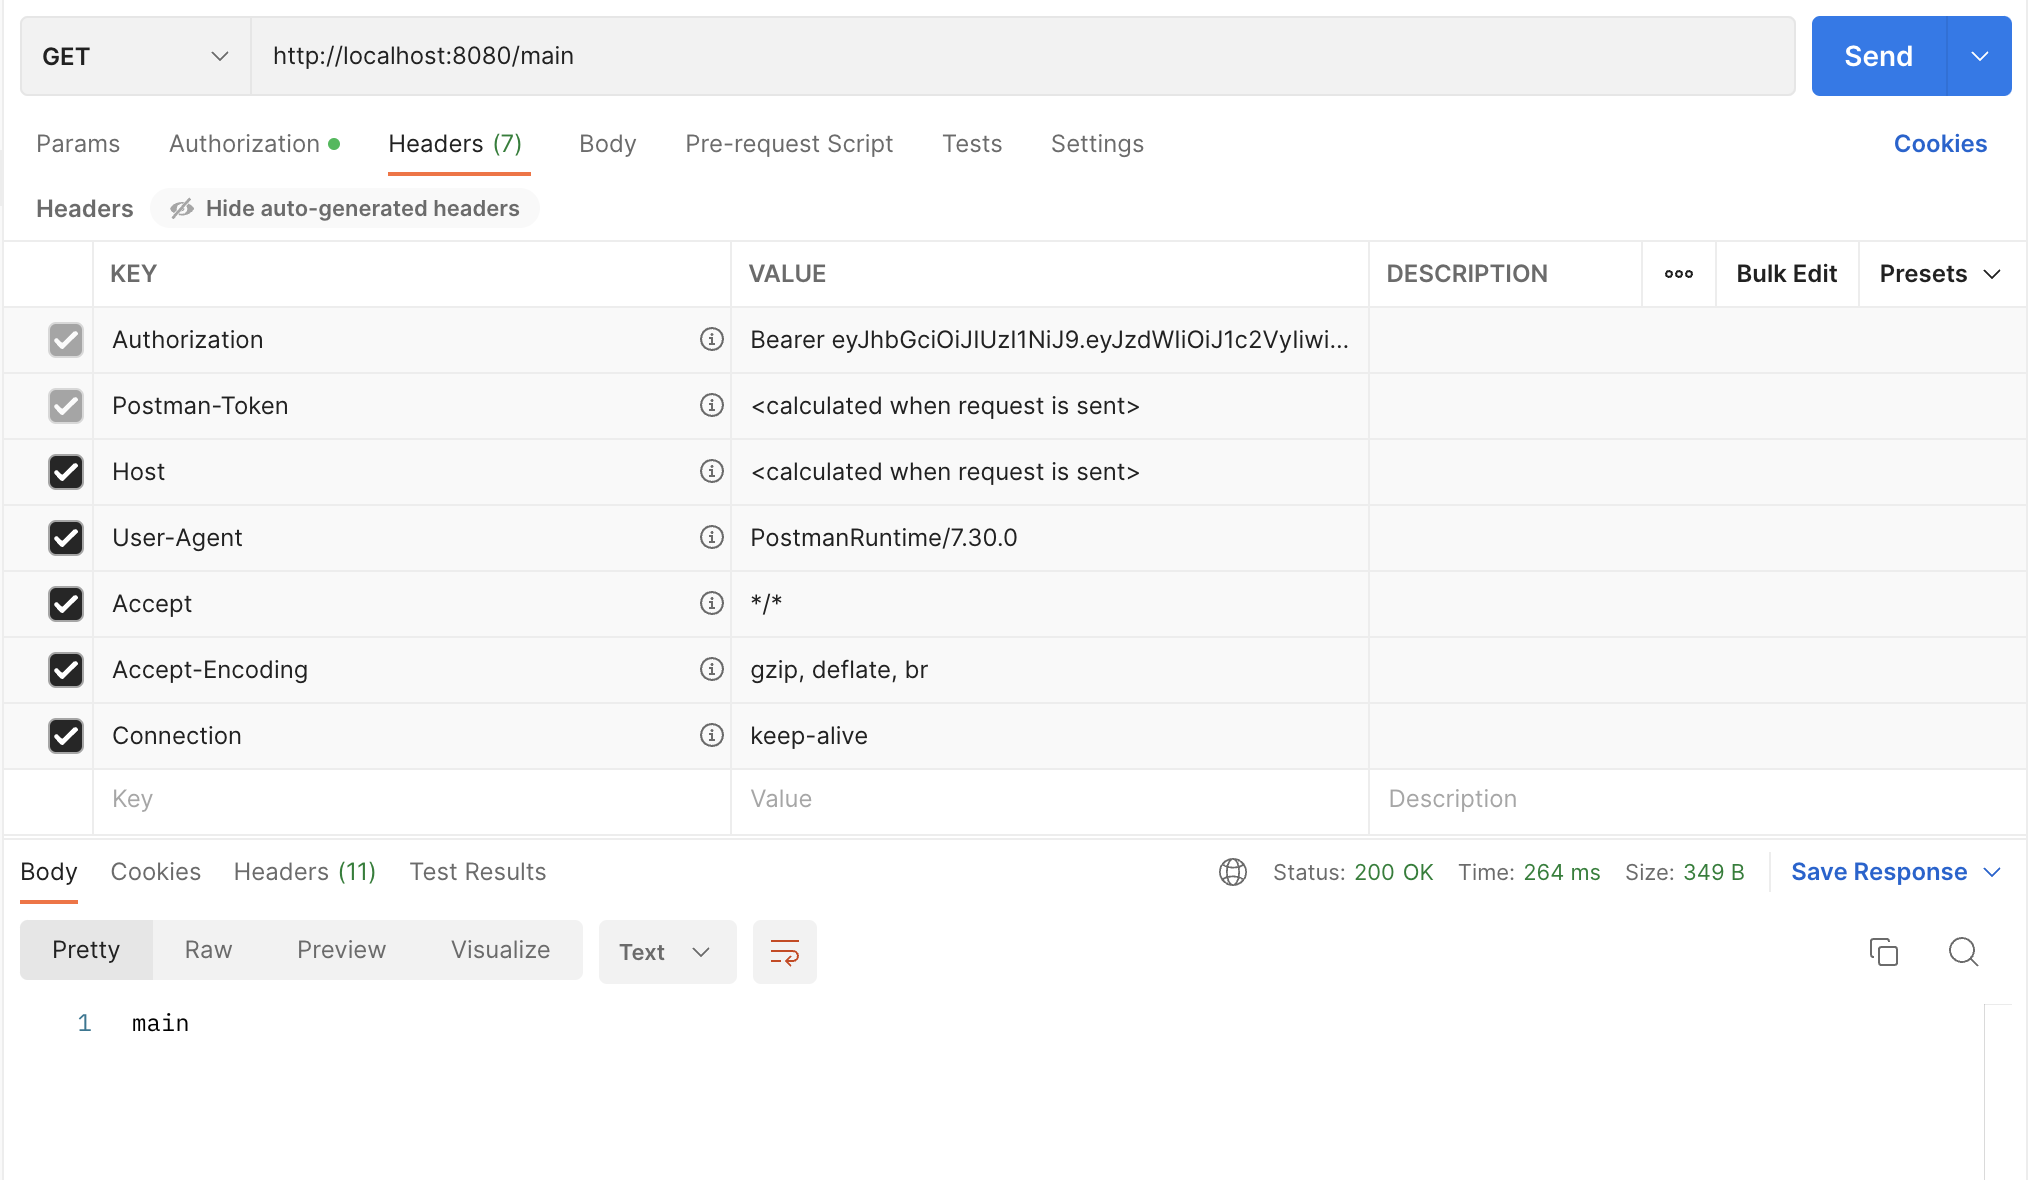 GET http://localhost:8080/main Send
Params Authorization Headers (7) Body Pre-request Script Tests Settings Cookies
Headers Hide auto-generated headers
KEY VALUE DESCRIPTION ooo Bulk Edit Presets
Authorization Bearer eyJhbGciOiJIUzI1NiJ9.eyJzdWIiOiJ1c2VyIiwi...
Postman-Token <calculated when request is sent>
Host <calculated when request is sent>
User-Agent PostmanRuntime/7.30.0
Accept */*
Accept-Encoding gzip, deflate, br
Connection keep-alive
Key Value Description
Body Cookies Headers (11) Test Results Status: 200 OK Time: 264 ms Size: 349 B Save Response
Pretty Raw Preview Visualize Text
1 main